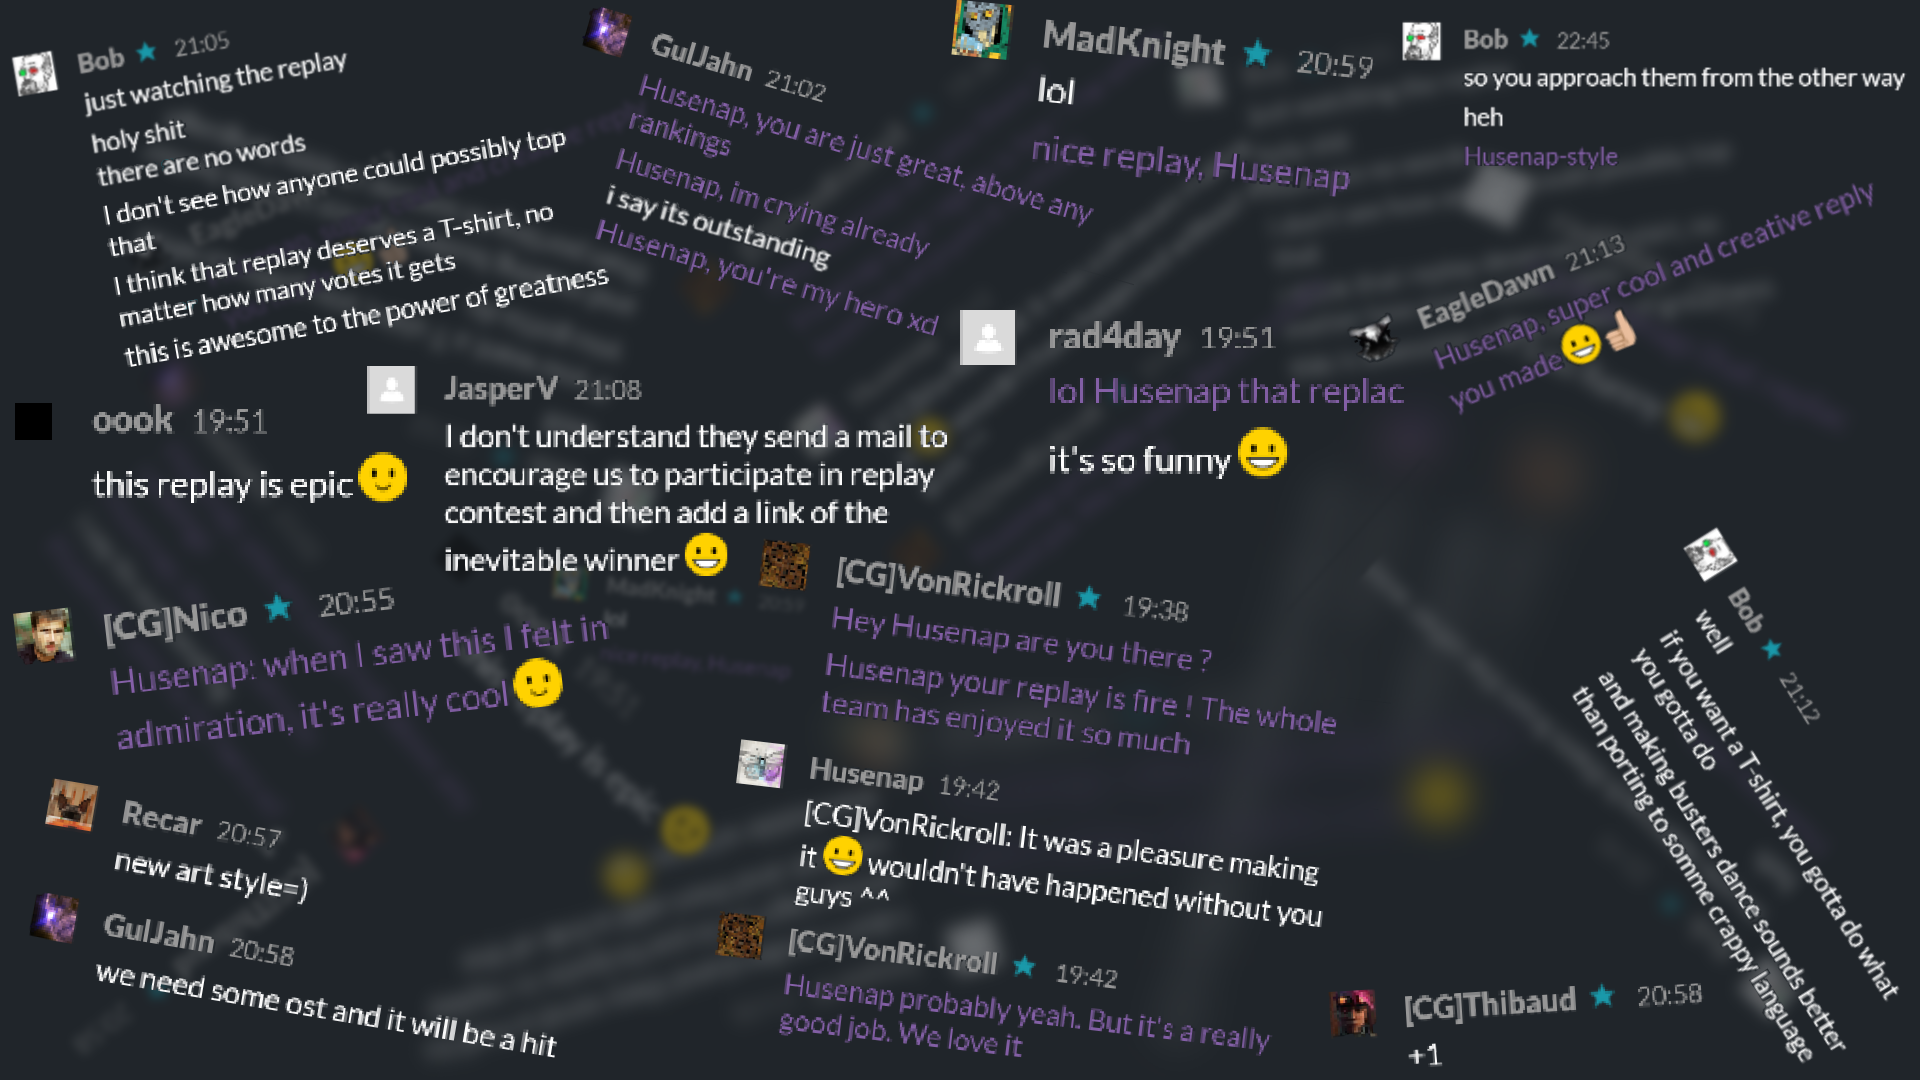 Bob ★ 21:05
just watching the replay
holy shit
there are no words
I don't see how anyone could possibly top
that
I think that replay deserves a T-shirt, no
matter how many votes it gets
this is awesome to the power of greatness
GulJahn 21:02
Husenap, you are just great, above any
rankings
Husenap, im crying already
i say its outstanding
Husenap, you're my hero xd
MadKnight ★ 20:59
lol
nice replay, Husenap
Bob ★ 22:45
so you approach them from the other way
heh
Husenap-style
EagleDawn 21:13
Husenap, super cool and creative reply
you made 😀👍
rad4day 19:51
lol Husenap that replac
it's so funny 😀
oook 19:51
this replay is epic 🙂
JasperV 21:08
I don't understand they send a mail to
encourage us to participate in replay
contest and then add a link of the
inevitable winner 😀
[CG]Nico ★ 20:55
Husenap: when I saw this I felt in
admiration, it's really cool 🙂
[CG]VonRickroll ★ 19:38
Hey Husenap are you there ?
Husenap your replay is fire ! The whole
team has enjoyed it so much
Husenap 19:42
[CG]VonRickroll: It was a pleasure making
it 😀 wouldn't have happened without you
guys ^^
[CG]VonRickroll ★ 19:42
Husenap probably yeah. But it's a really
good job. We love it
Recar 20:57
new art style=)
GulJahn 20:58
we need some ost and it will be a hit
Bob ★ 21:12
well
if you want a T-shirt, you gotta do what
you gotta do
and making busters dance sounds better
than porting to somme crappy language
[CG]Thibaud ★ 20:58
+1
MadKnight ★ 20:59
lol
nice replay, Husenap